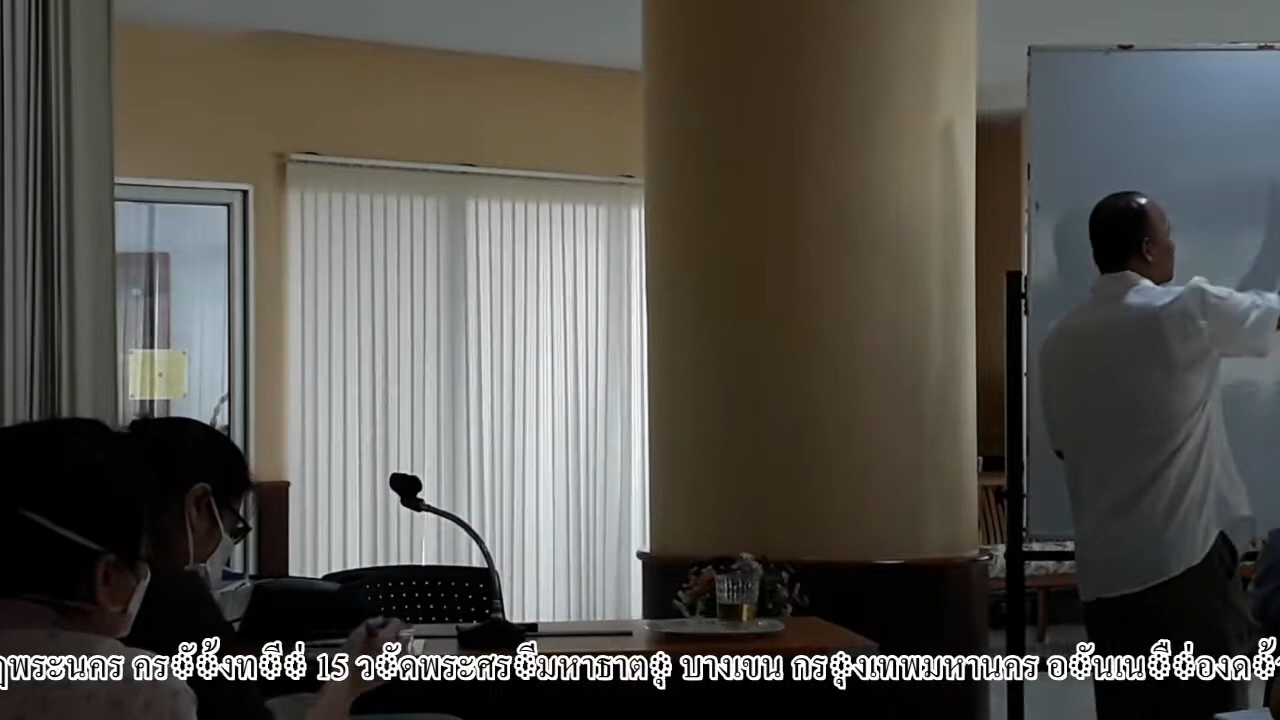 พระนคร ครั้งที่ 15 วัดพระศรีมหาธาตุ บางเขน กรุงเทพมหานคร อันเนื่อง